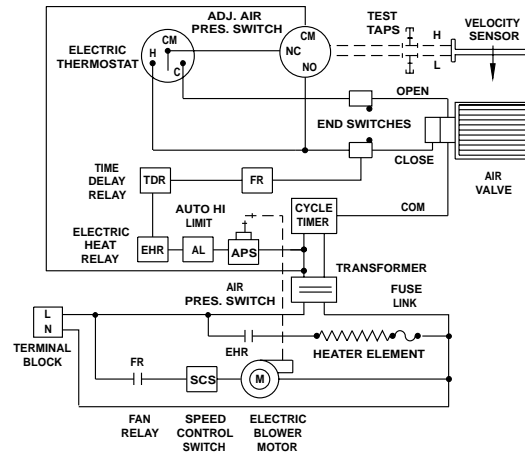 ADJ. AIR
PRES. SWITCH
TEST
TAPS
VELOCITY
SENSOR
ELECTRIC
THERMOSTAT
H
CM
C
CM
NC
NO
H
L
OPEN
END SWITCHES
CLOSE
AIR
VALVE
TIME
DELAY
RELAY
TDR
FR
AUTO HI
LIMIT
CYCLE
TIMER
COM
ELECTRIC
HEAT
RELAY
EHR
AL
APS
TRANSFORMER
AIR
PRES. SWITCH
FUSE
LINK
L
N
TERMINAL
BLOCK
EHR
HEATER ELEMENT
FR
SCS
M
FAN
RELAY
SPEED
CONTROL
SWITCH
ELECTRIC
BLOWER
MOTOR